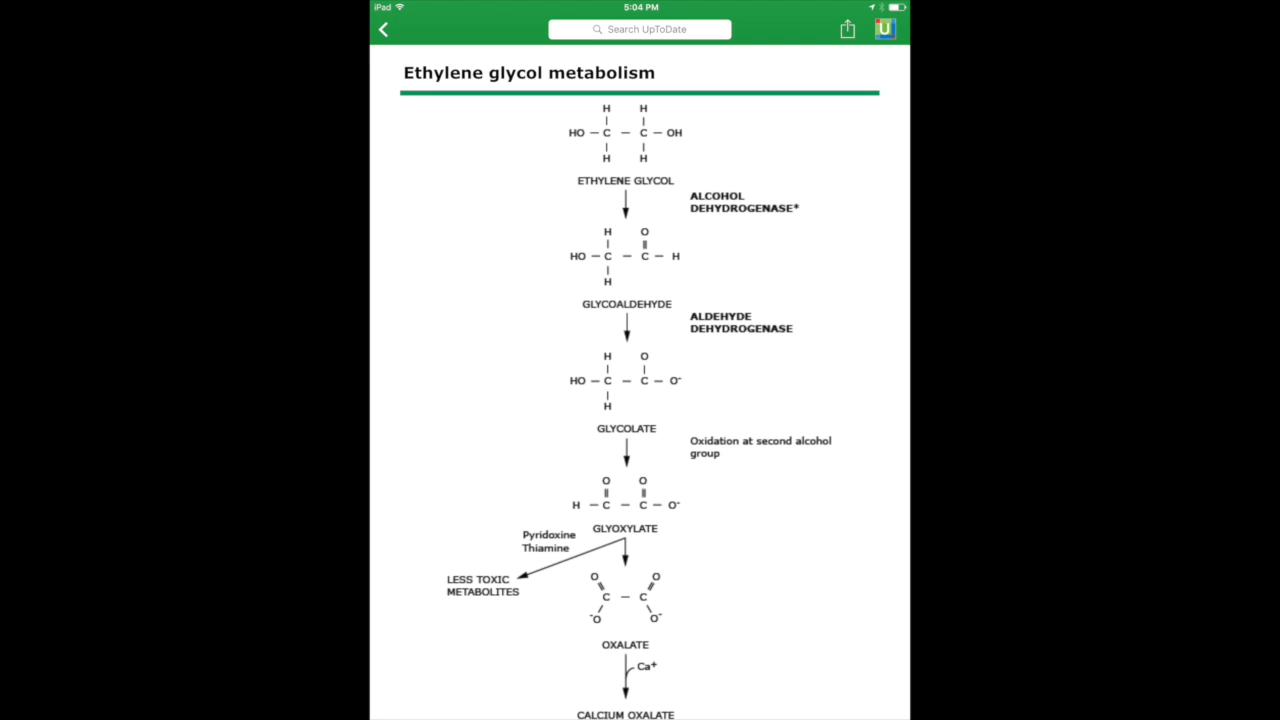 iPad 5:04 PM
Search UpToDate
U
Ethylene glycol metabolism
H H
HO C C OH
H H
ETHYLENE GLYCOL
ALCOHOL
DEHYDROGENASE*
H O
HO C C H
H
GLYCOALDEHYDE
ALDEHYDE
DEHYDROGENASE
H O
HO C C O-
H
GLYCOLATE
Oxidation at second alcohol
group
O O
H C C O-
GLYOXYLATE
Pyridoxine
Thiamine
LESS TOXIC
METABOLITES
O O
C C
-O O-
OXALATE
Ca+
CALCIUM OXALATE